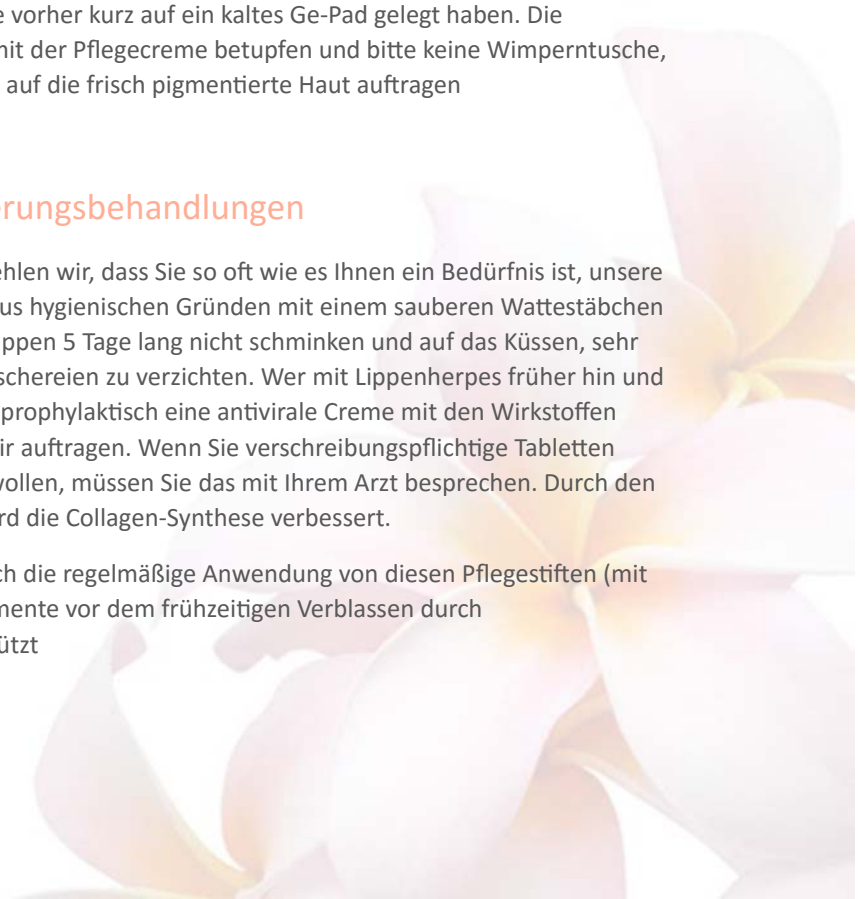 e vorher kurz auf ein kaltes Ge-Pad gelegt haben. Die
mit der Pflegecreme betupfen und bitte keine Wimperntusche,
auf die frisch pigmentierte Haut auftragen
erungsbehandlungen
ehlen wir, dass Sie so oft wie es Ihnen ein Bedürfnis ist, unsere
us hygienischen Gründen mit einem sauberen Wattestäbchen
ippen 5 Tage lang nicht schminken und auf das Küssen, sehr
schereien zu verzichten. Wer mit Lippenherpes früher hin und
prophylaktisch eine antivirale Creme mit den Wirkstoffen
ir auftragen. Wenn Sie verschreibungspflichtige Tabletten
vollen, müssen Sie das mit Ihrem Arzt besprechen. Durch den
rd die Collagen-Synthese verbessert.
ch die regelmäßige Anwendung von diesen Pflegestiften (mit
mente vor dem frühzeitigen Verblassen durch
ützt